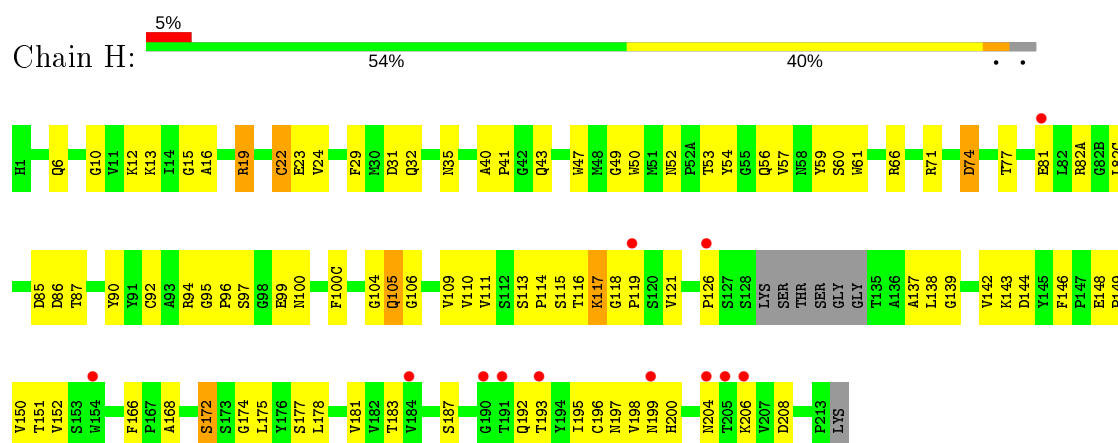 5%
Chain H:
54% 40% • •
H1 Q6 G10 V11 K12 K13 I14 G15 A16 R19 C22 E23 V24 F29 M30 D31 Q32 N35 A40 P41 G42 Q43 W47 M48 G49 W50 M51 N52 P52A T53 Y54 G55 Q56 V57 N58 Y59 S60 W61 R66 R71 D74 T77 E81 L82 R82A G82B L82C
D85 D86 T87 Y90 Y91 C92 A93 R94 G95 P96 S97 G98 E99 N100 F100C G104 Q105 G106 V109 V110 V111 S112 S113 P114 S115 T116 K117 G118 P119 S120 V121 P126 S127 S128 LYS SER THR SER GLY GLY T135 A136 A137 L138 G139 V142 K143 D144 Y145 F146 P147 E148 P149
V150 T151 V152 S153 W154 F166 P167 A168 S172 S173 G174 L175 Y176 S177 L178 V181 V182 T183 V184 S187 G190 T191 Q192 T193 Y194 I195 C196 N197 V198 N199 H200 N204 T205 K206 V207 D208 P213 LYS